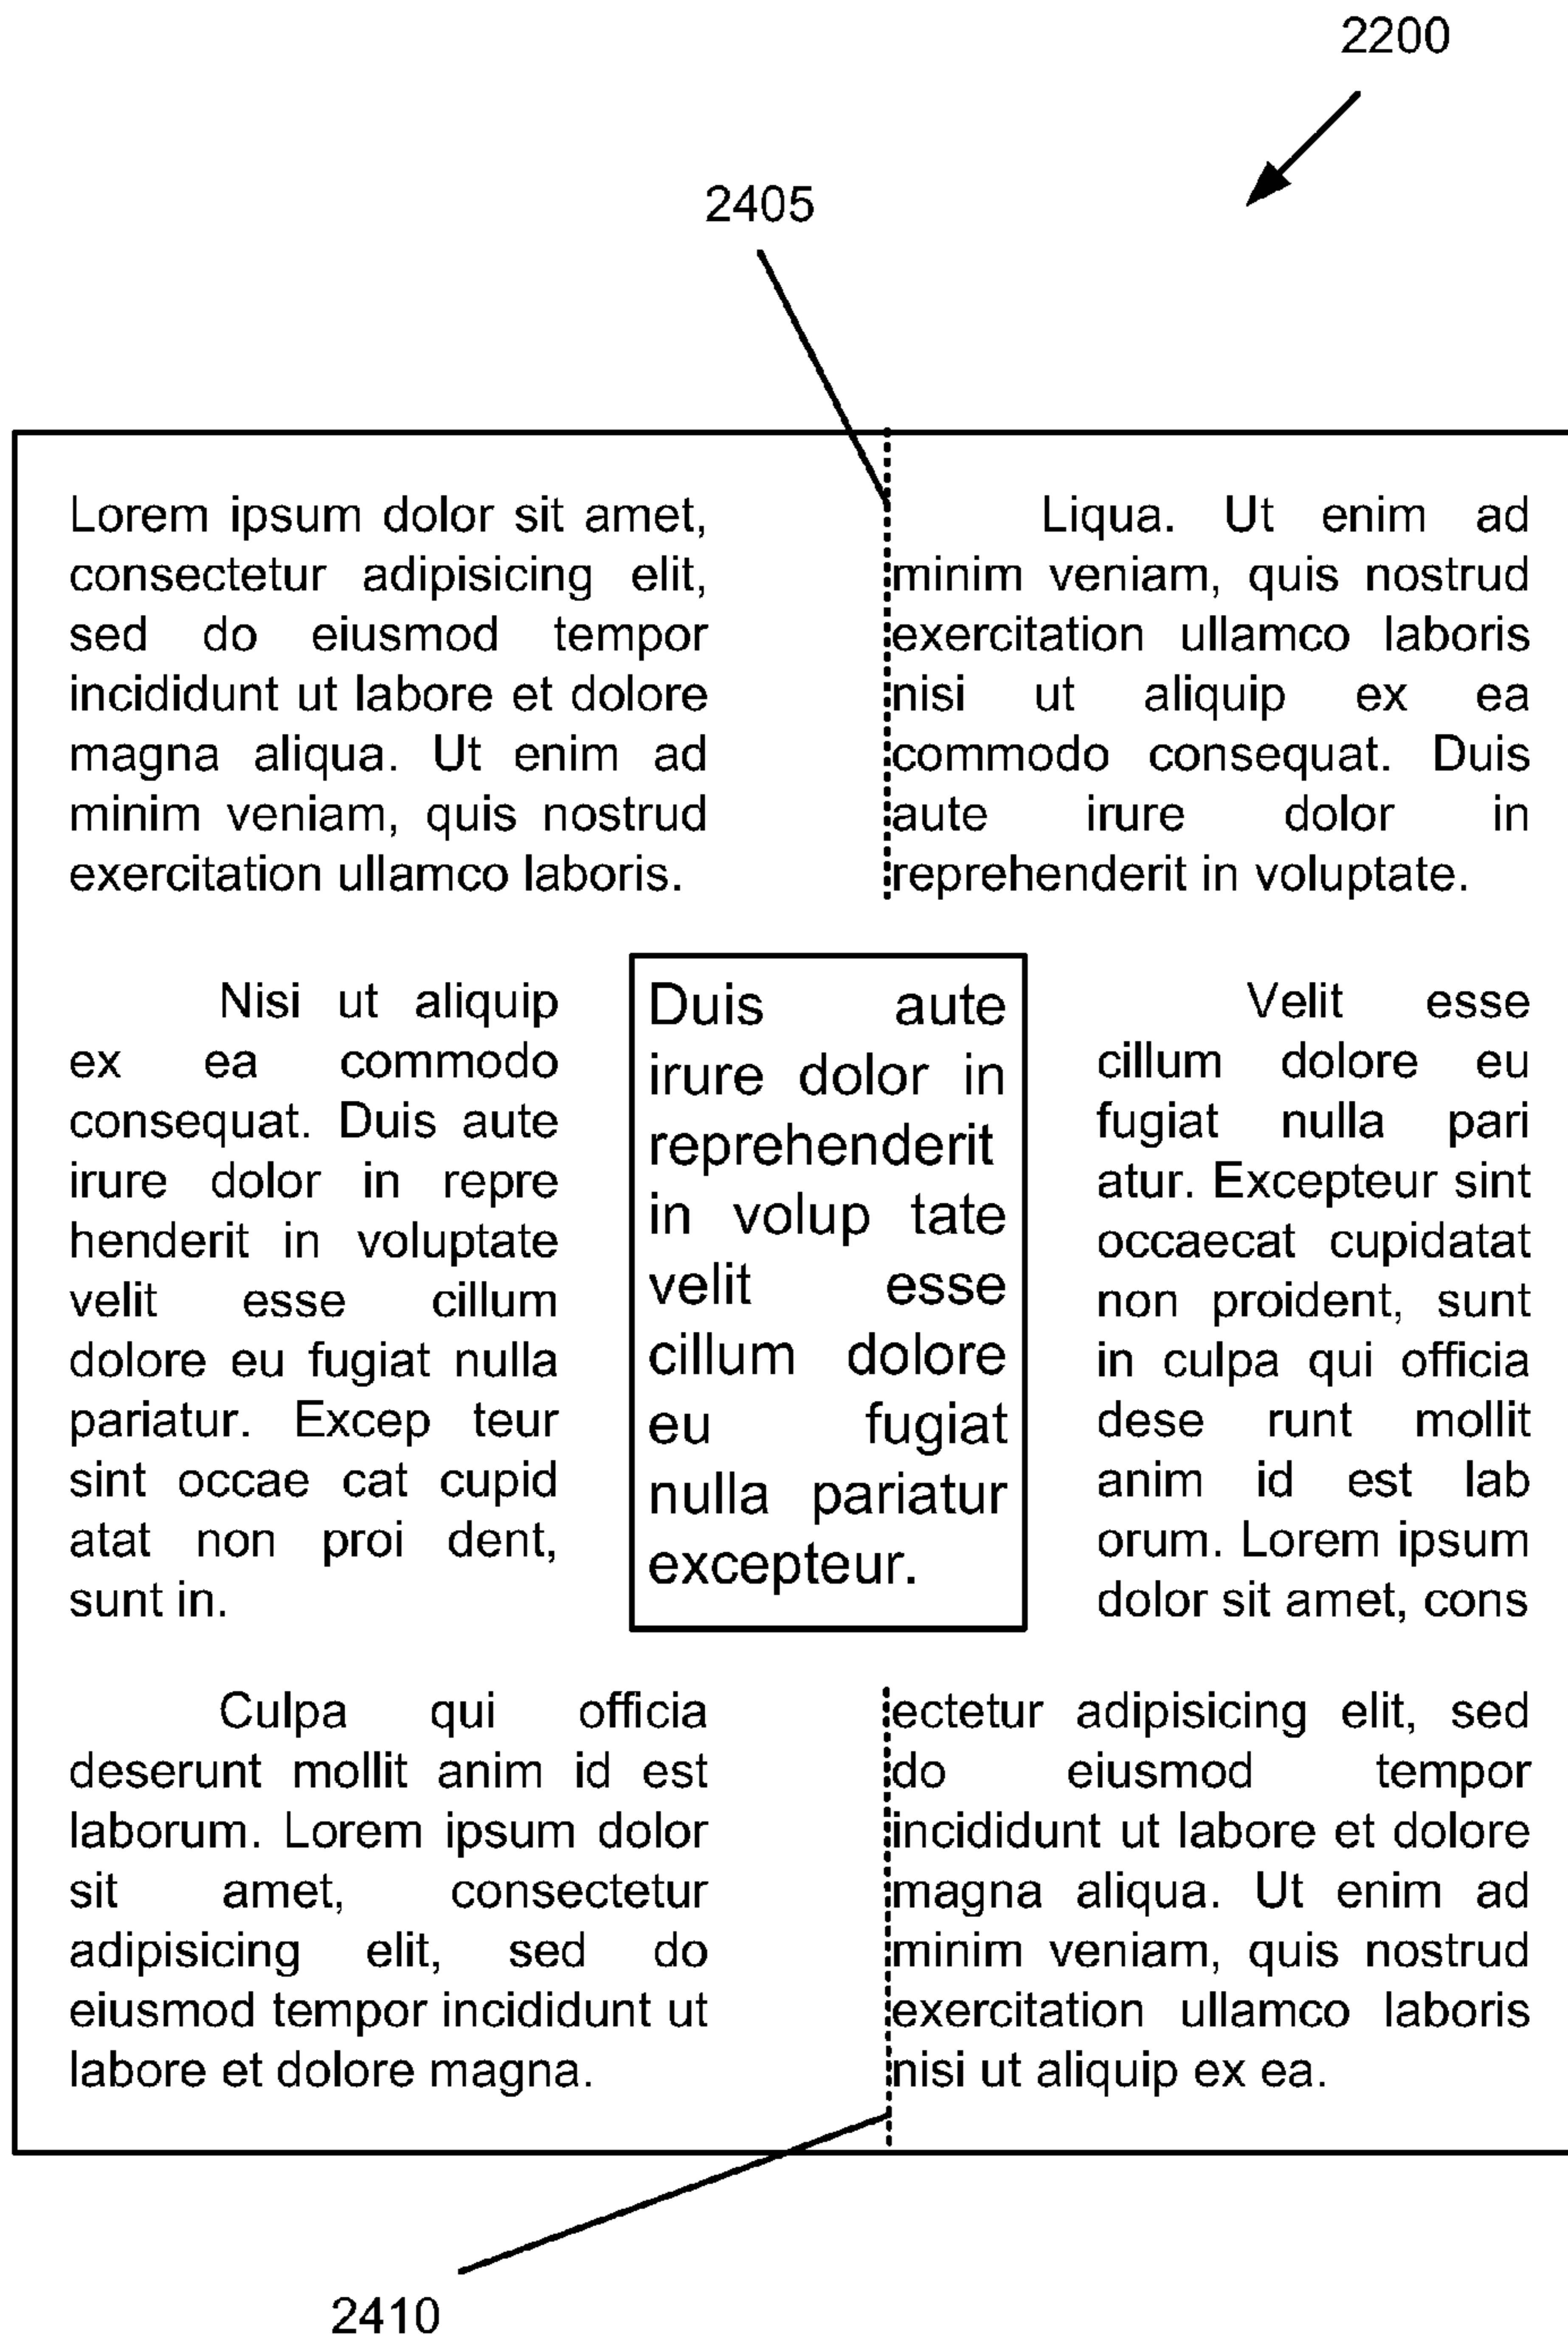 2200
2405
Lorem ipsum dolor sit amet,
consectetur adipisicing elit,
sed do eiusmod tempor
incididunt ut labore et dolore
magna aliqua. Ut enim ad
minim veniam, quis nostrud
exercitation ullamco laboris.
Nisi ut aliquip
ex ea commodo
consequat. Duis aute
irure dolor in repre
henderit in voluptate
velit esse cillum
dolore eu fugiat nulla
pariatur. Excep teur
sint occae cat cupid
atat non proi dent,
sunt in.
Culpa qui officia
deserunt mollit anim id est
laborum. Lorem ipsum dolor
sit amet, consectetur
adipisicing elit, sed do
eiusmod tempor incididunt ut
labore et dolore magna.
Duis aute
irure dolor in
reprehenderit
in volup tate
velit esse
cillum dolore
eu fugiat
nulla pariatur
excepteur.
Liqua. Ut enim ad
minim veniam, quis nostrud
exercitation ullamco laboris
nisi ut aliquip ex ea
commodo consequat. Duis
aute irure dolor in
reprehenderit in voluptate.
Velit esse
cillum dolore eu
fugiat nulla pari
atur. Excepteur sint
occaecat cupidatat
non proident, sunt
in culpa qui officia
dese runt mollit
anim id est lab
orum. Lorem ipsum
dolor sit amet, cons
ectetur adipisicing elit, sed
do eiusmod tempor
incididunt ut labore et dolore
magna aliqua. Ut enim ad
minim veniam, quis nostrud
exercitation ullamco laboris
nisi ut aliquip ex ea.
2410